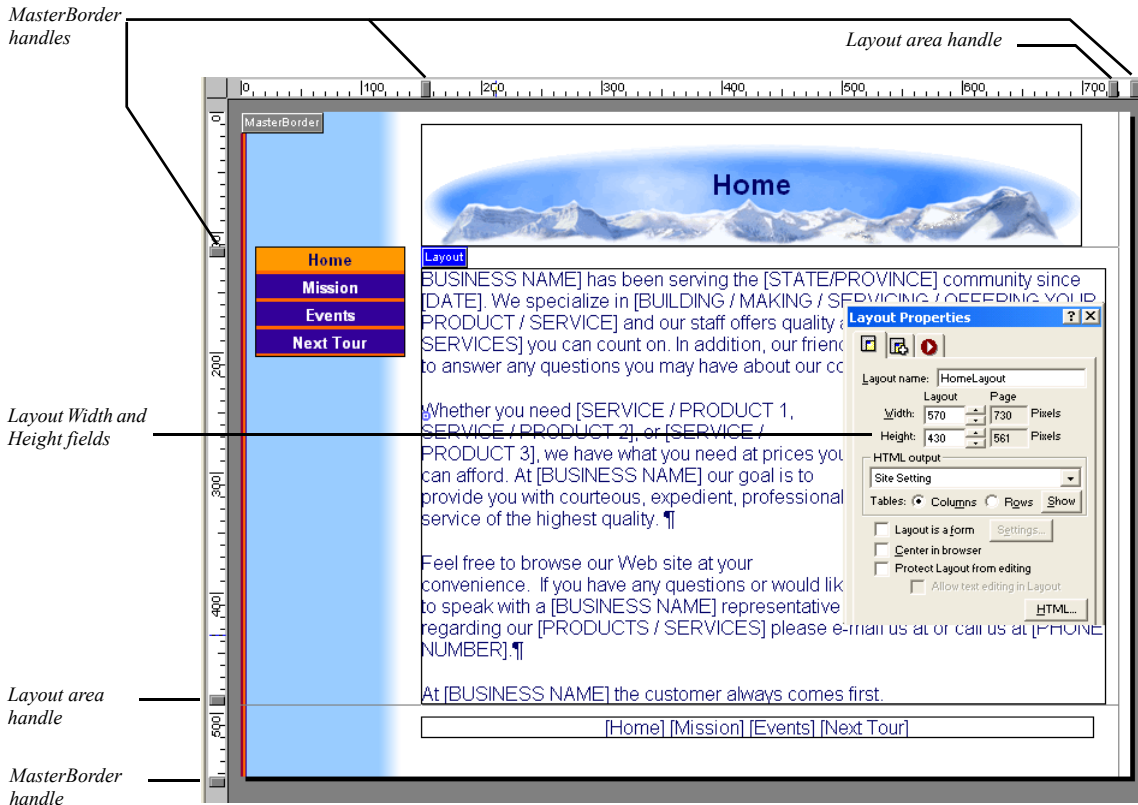 MasterBorder
handles
Layout area handle
0 100 200 300 400 500 600 700
0
MasterBorder
Home
Home
Mission
Events
Next Tour
Layout
BUSINESS NAME] has been serving the [STATE/PROVINCE] community since
[DATE]. We specialize in [BUILDING / MAKING / SERVICING / OFFERING YOUR
PRODUCT / SERVICE] and our staff offers quality
SERVICES] you can count on. In addition, our
to answer any questions you may have about our
200
Whether you need [SERVICE / PRODUCT 1,
SERVICE / PRODUCT 2], or [SERVICE /
PRODUCT 3], we have what you need at prices you
can afford. At [BUSINESS NAME] our goal is to
provide you with courteous, expedient, professional
service of the highest quality. ¶
300
Feel free to browse our Web site at your
convenience. If you have any questions or would
to speak with a [BUSINESS NAME] representative
regarding our [PRODUCTS / SERVICES] please e-mail us at or call us at [PHONE
NUMBER].¶
400
At [BUSINESS NAME] the customer always comes first.
[Home] [Mission] [Events] [Next Tour]
500
Layout Properties
Layout name: HomeLayout
Layout Page
Width: 570 730 Pixels
Height: 430 561 Pixels
HTML output
Site Setting
Tables: Columns Rows Show
Layout is a form Settings...
Center in browser
Protect Layout from editing
Allow text editing in Layout
HTML...
Layout Width and
Height fields
Layout area
handle
MasterBorder
handle